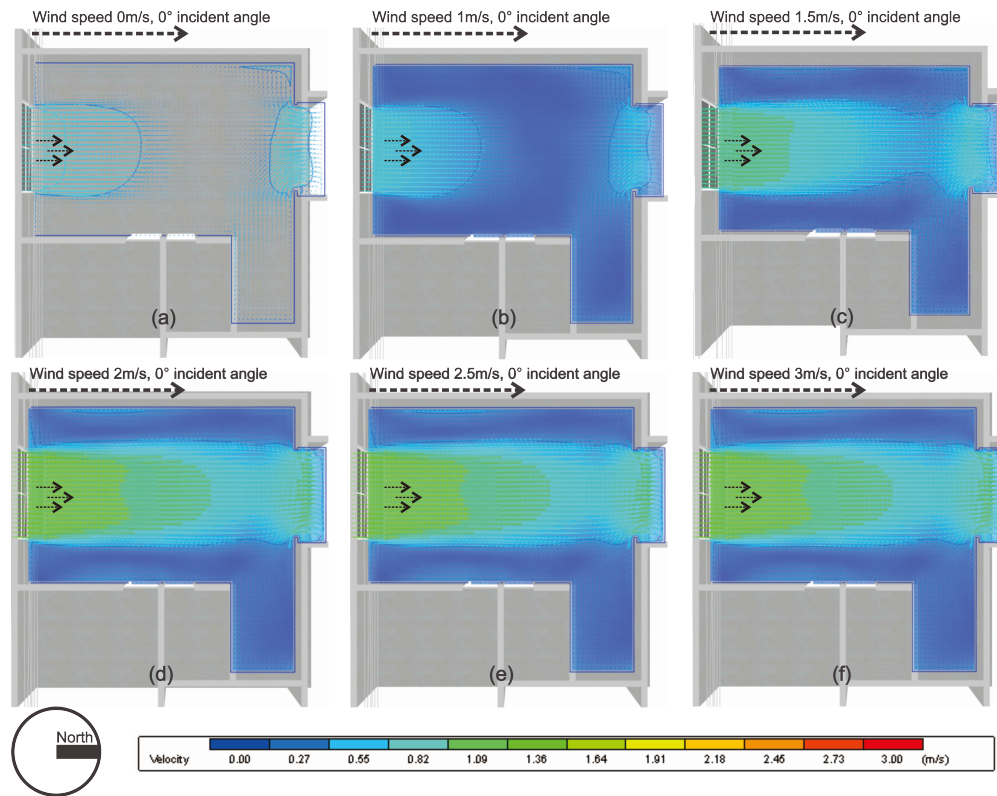 Wind speed 0m/s, 0° incident angle
Wind speed 1m/s, 0° incident angle
Wind speed 1.5m/s, 0° incident angle
(a)
(b)
(c)
Wind speed 2m/s, 0° incident angle
Wind speed 2.5m/s, 0° incident angle
Wind speed 3m/s, 0° incident angle
(d)
(e)
(f)
North
Velocity 0.00 0.27 0.55 0.82 1.09 1.36 1.64 1.91 2.18 2.45 2.73 3.00 (m/s)